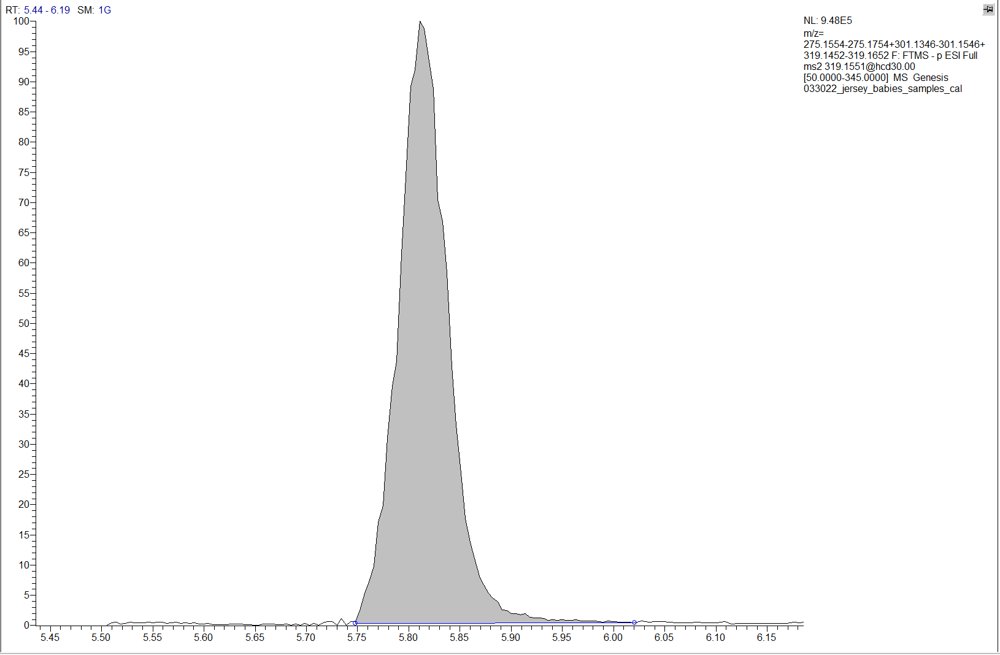 RT: 5.44 - 6.19 SM: 1G
NL: 9.48E5
m/z=
275.1554-275.1754+301.1346-301.1546+
319.1452-319.1652 F: FTMS - p ESI Full
ms2 319.1551@hcd30.00
[50.0000-345.0000] MS Genesis
033022_jersey_babies_samples_cal
100
95
90
85
80
75
70
65
60
55
50
45
40
35
30
25
20
15
10
5
0
5.45 5.50 5.55 5.60 5.65 5.70 5.75 5.80 5.85 5.90 5.95 6.00 6.05 6.10 6.15